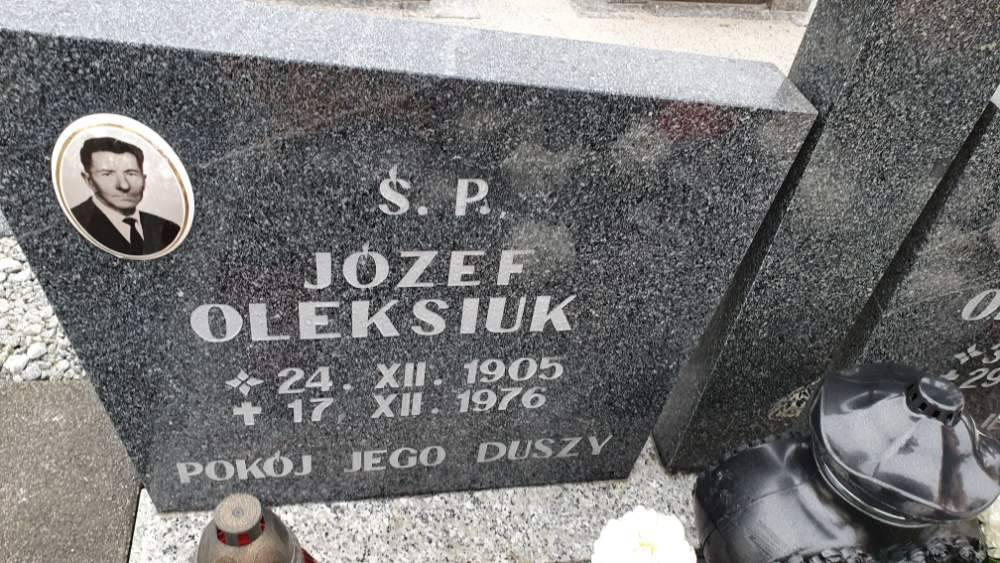 Ś. P.
JÓZEF
OLEKSIUK
24. XII. 1905
17. XII. 1976
POKÓJ JEGO DUSZY